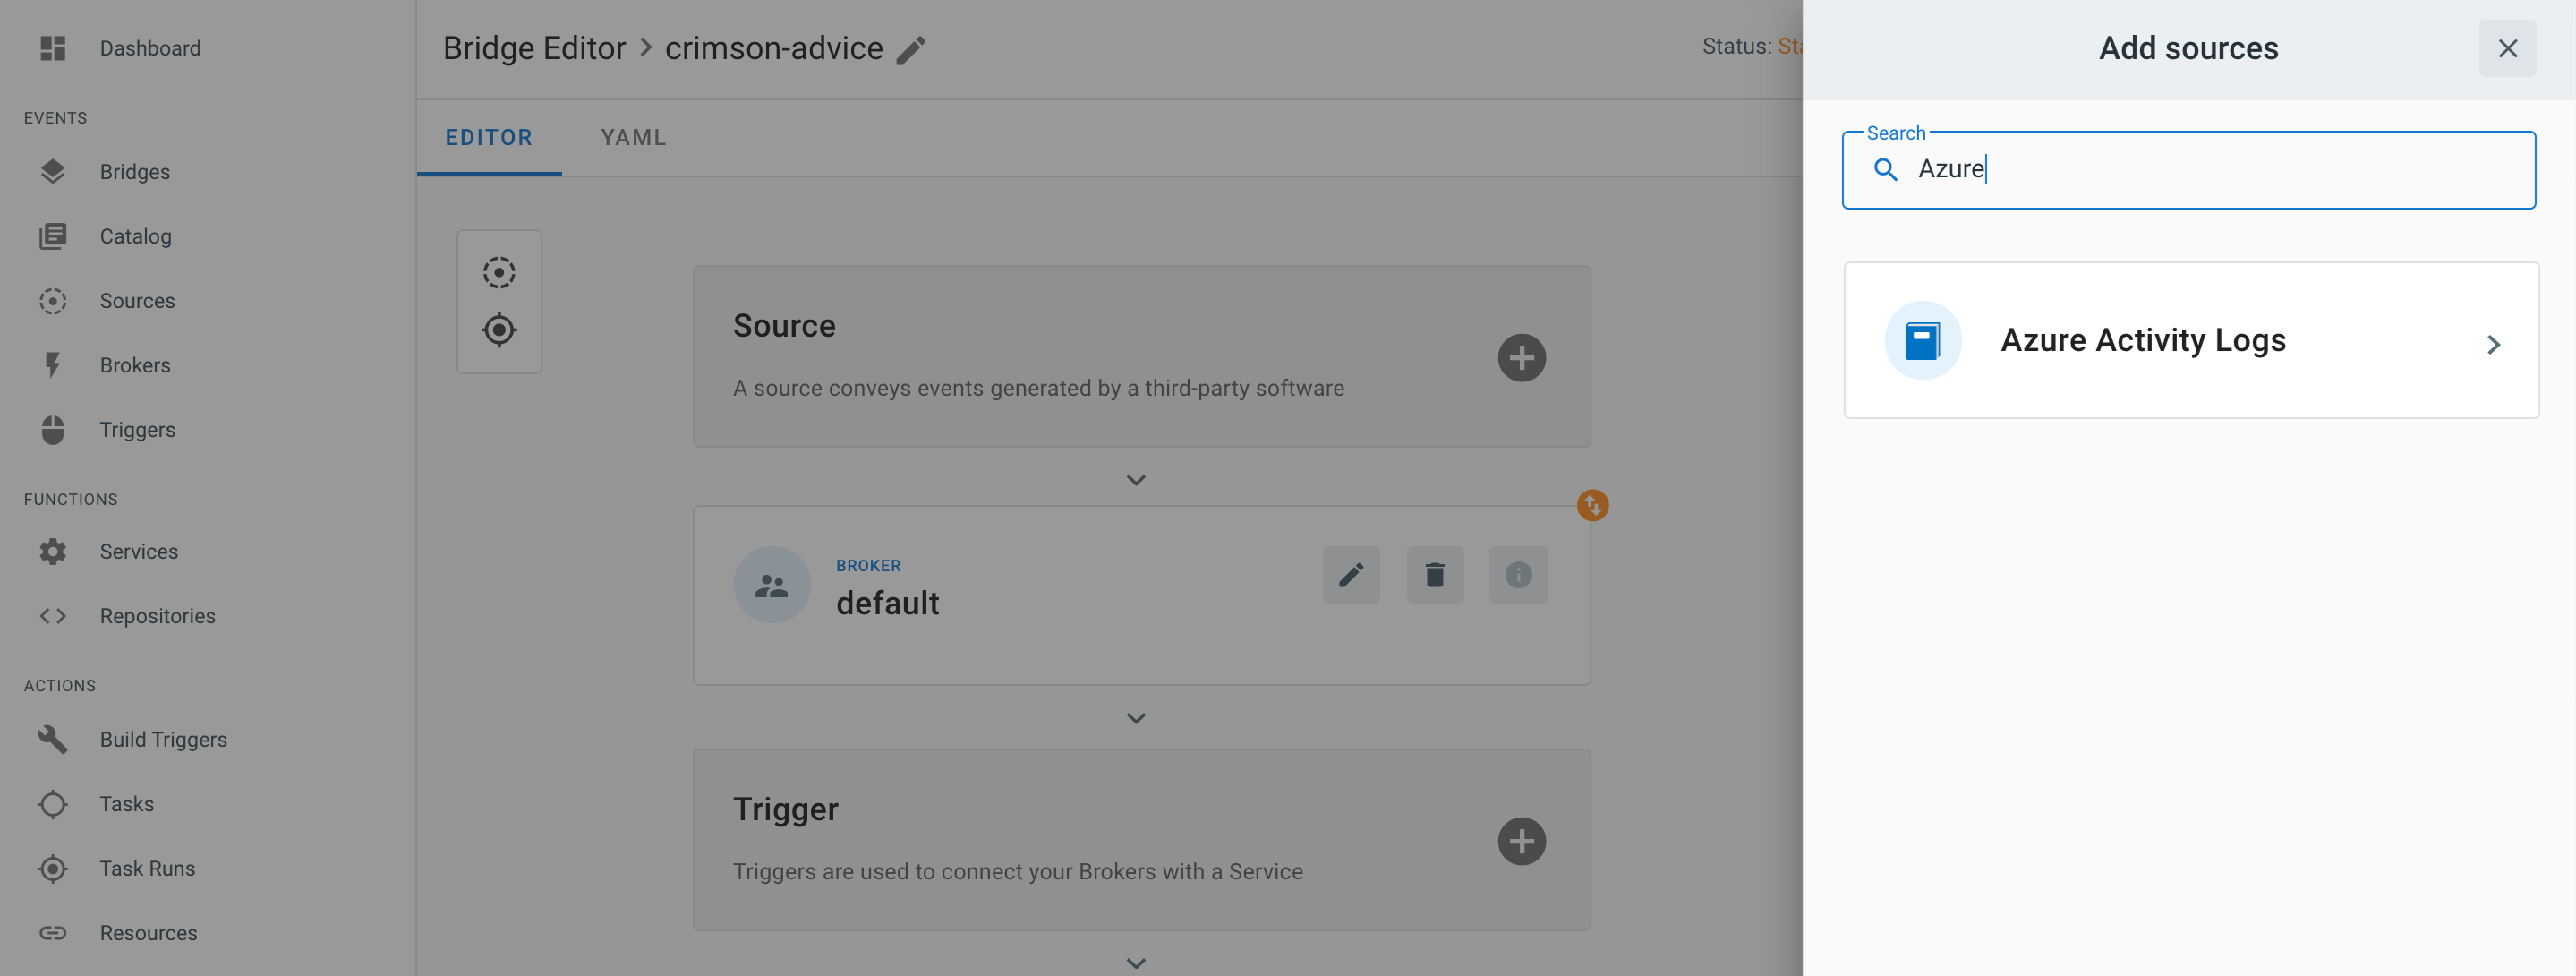 Dashboard
EVENTS
Bridges
Catalog
Sources
Brokers
Triggers
FUNCTIONS
Services
Repositories
ACTIONS
Build Triggers
Tasks
Task Runs
Resources
Bridge Editor > crimson-advice
Status:
EDITOR YAML
Source
A source conveys events generated by a third-party software
BROKER
default
Trigger
Triggers are used to connect your Brokers with a Service
Add sources
Search
Azure
Azure Activity Logs